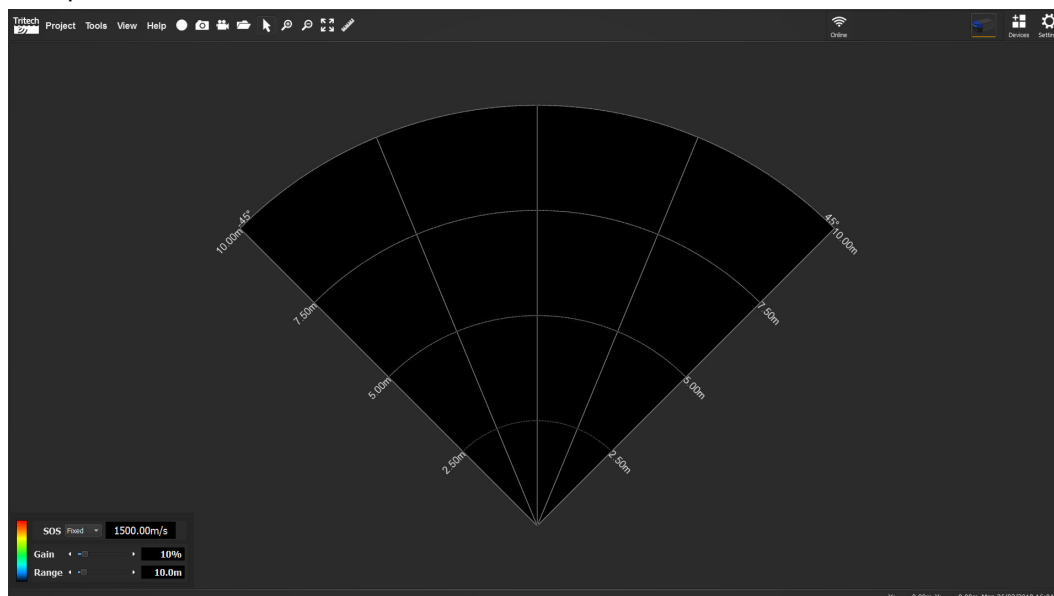 Tritech Project Tools View Help
Online
Devices
-45°
10.00m
45°
10.00m
7.50m
7.50m
5.00m
5.00m
2.50m
2.50m
SOS Fixed 1500.00m/s
Gain 10%
Range 10.0m